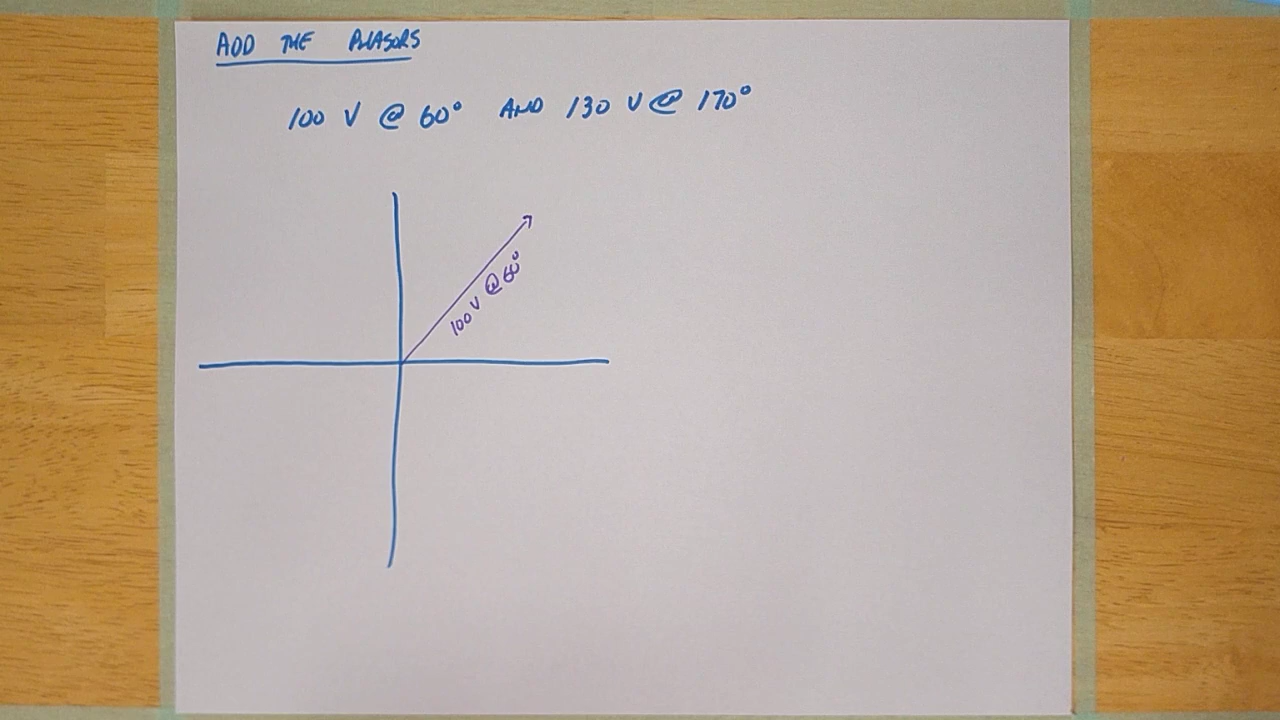 ADD THE PHASORS
100 V @ 60° AND 130 V @ 170°
100 V @ 60°